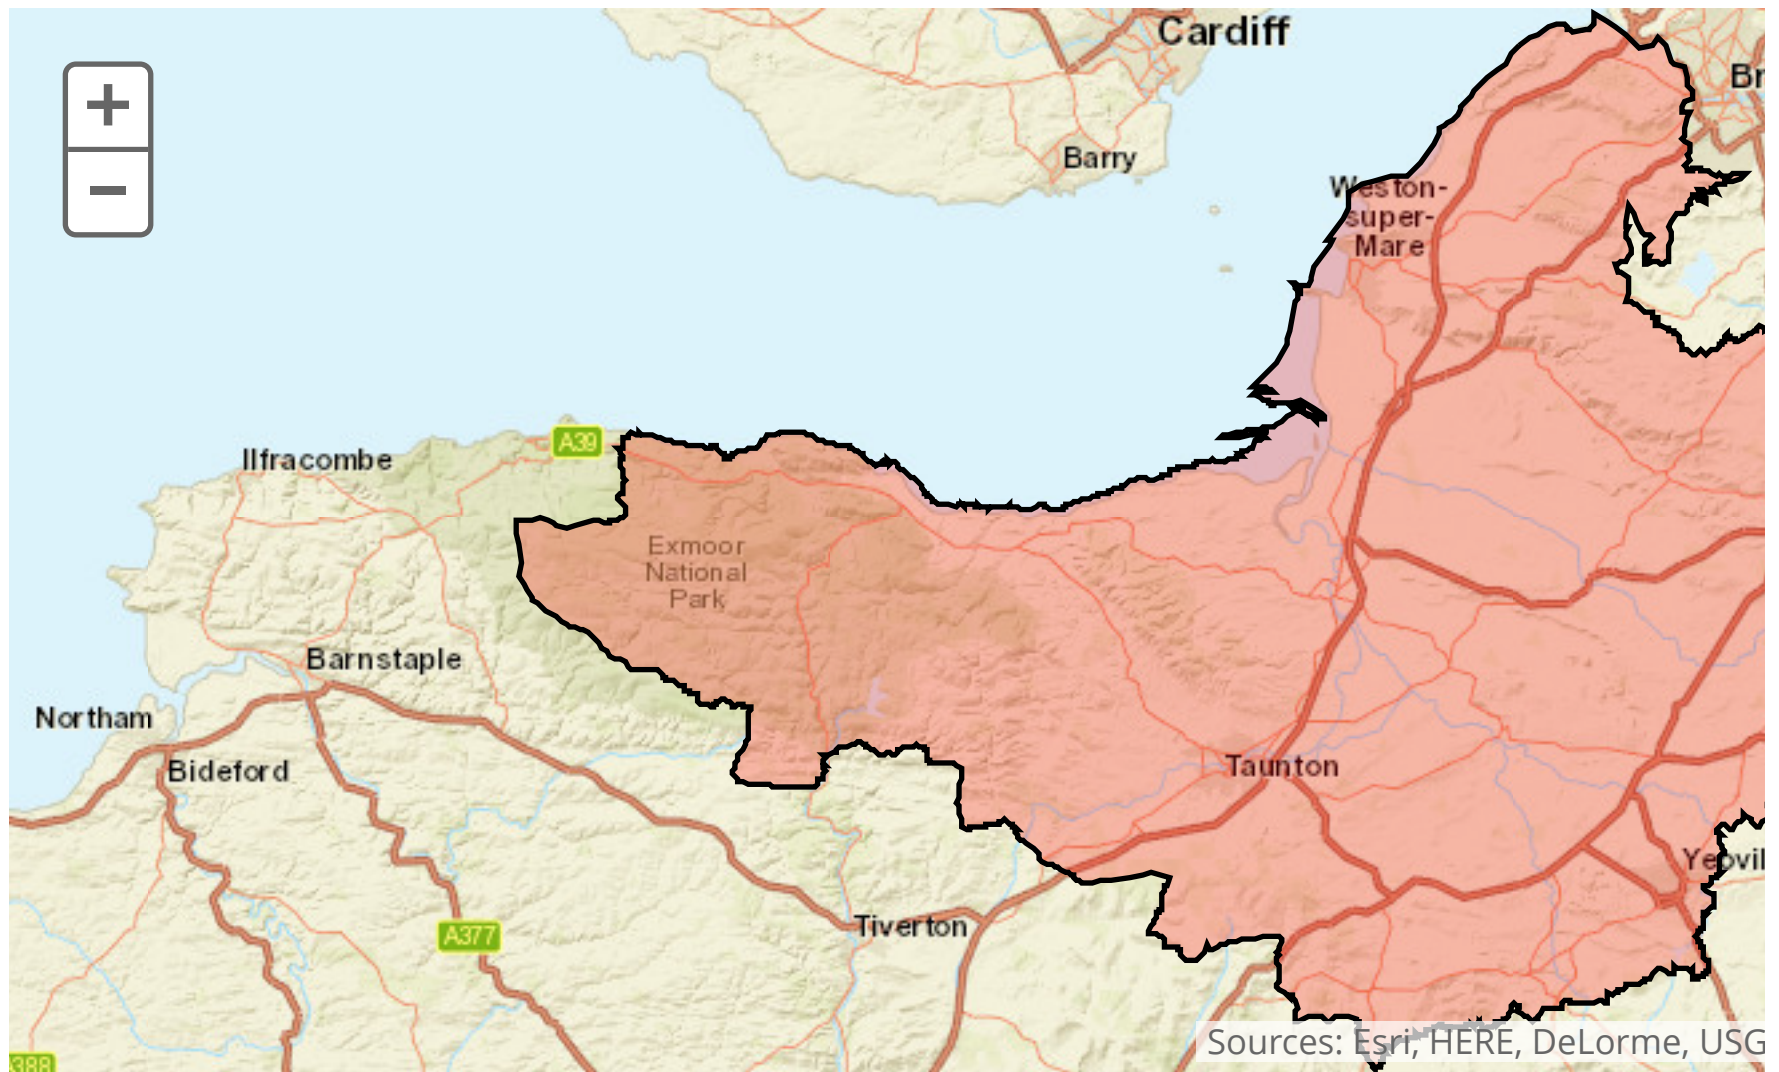 Cardiff
Br
+
Barry
Weston-
super-
Mare
−
A39
Ilfracombe
Exmoor
National
Park
Barnstaple
Northam
Bideford
Taunton
Yeovil
Tiverton
A377
Sources: Esri, HERE, DeLorme, USG
388